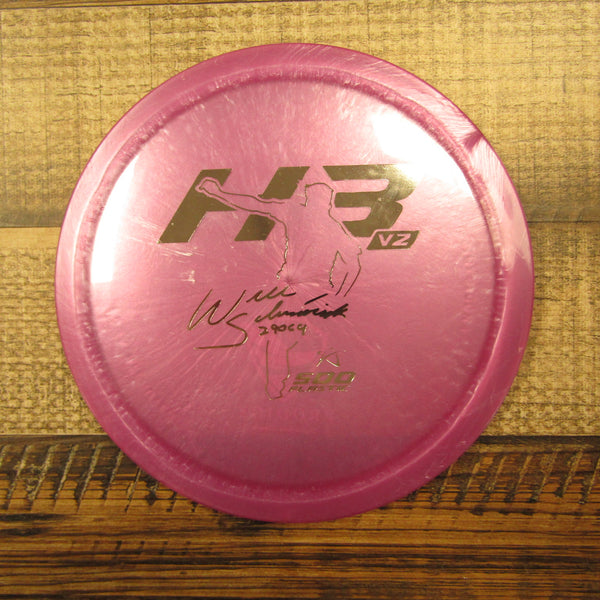 H3
V2
Will
Schusterick
29064
500
PLASTIC